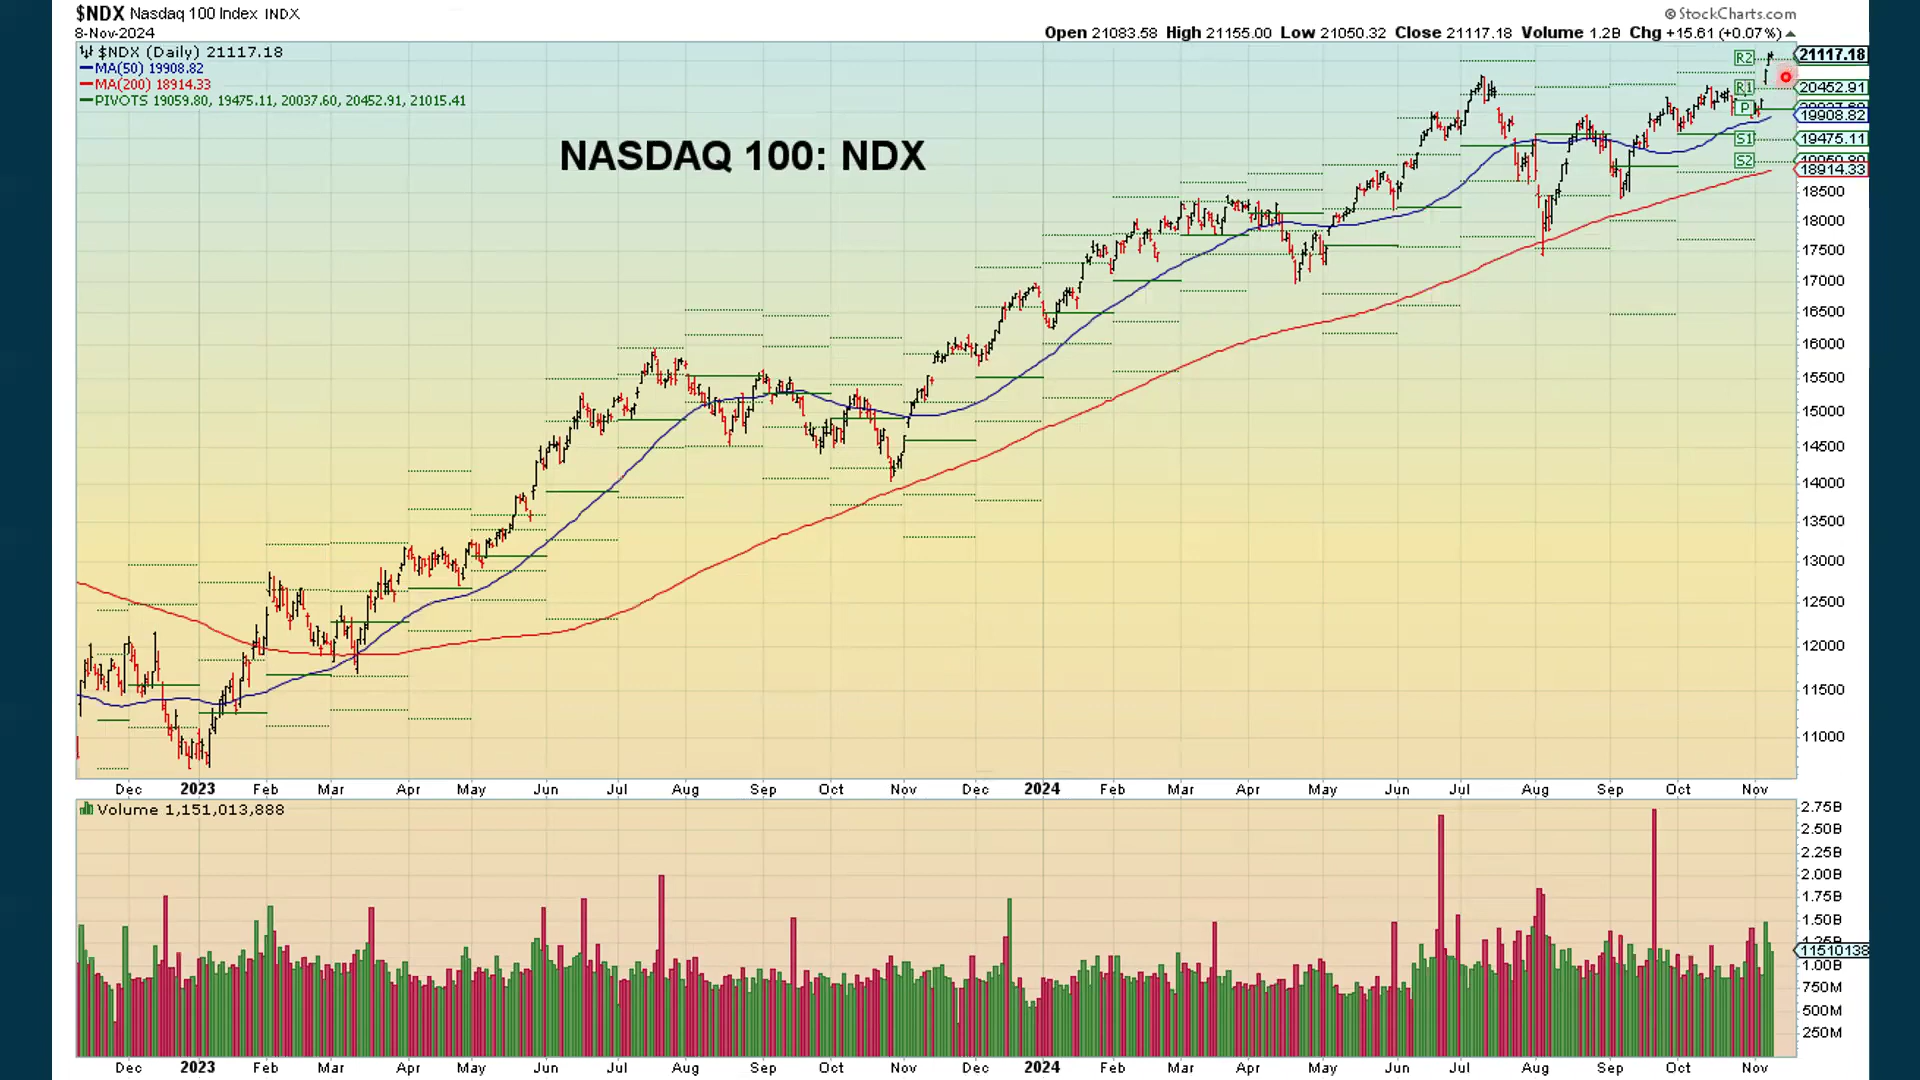 $NDX Nasdaq 100 Index INDX
© StockCharts.com
8-Nov-2024
Open 21083.58 High 21155.00 Low 21050.32 Close 21117.18 Volume 1.2B Chg +15.61 (+0.07%)
$NDX (Daily) 21117.18
MA(50) 19908.82
MA(200) 18914.33
PIVOTS 19059.80, 19475.11, 20037.60, 20452.91, 21015.41
NASDAQ 100: NDX
R2
21117.18
R1
20452.91
P
19908.82
S1
19475.11
S2
18914.33
18500
18000
17500
17000
16500
16000
15500
15000
14500
14000
13500
13000
12500
12000
11500
11000
Dec 2023 Feb Mar Apr May Jun Jul Aug Sep Oct Nov Dec 2024 Feb Mar Apr May Jun Jul Aug Sep Oct Nov
Volume 1,151,013,888
2.75B
2.50B
2.25B
2.00B
1.75B
1.50B
11510138
1.00B
750M
500M
250M
Dec 2023 Feb Mar Apr May Jun Jul Aug Sep Oct Nov Dec 2024 Feb Mar Apr May Jun Jul Aug Sep Oct Nov